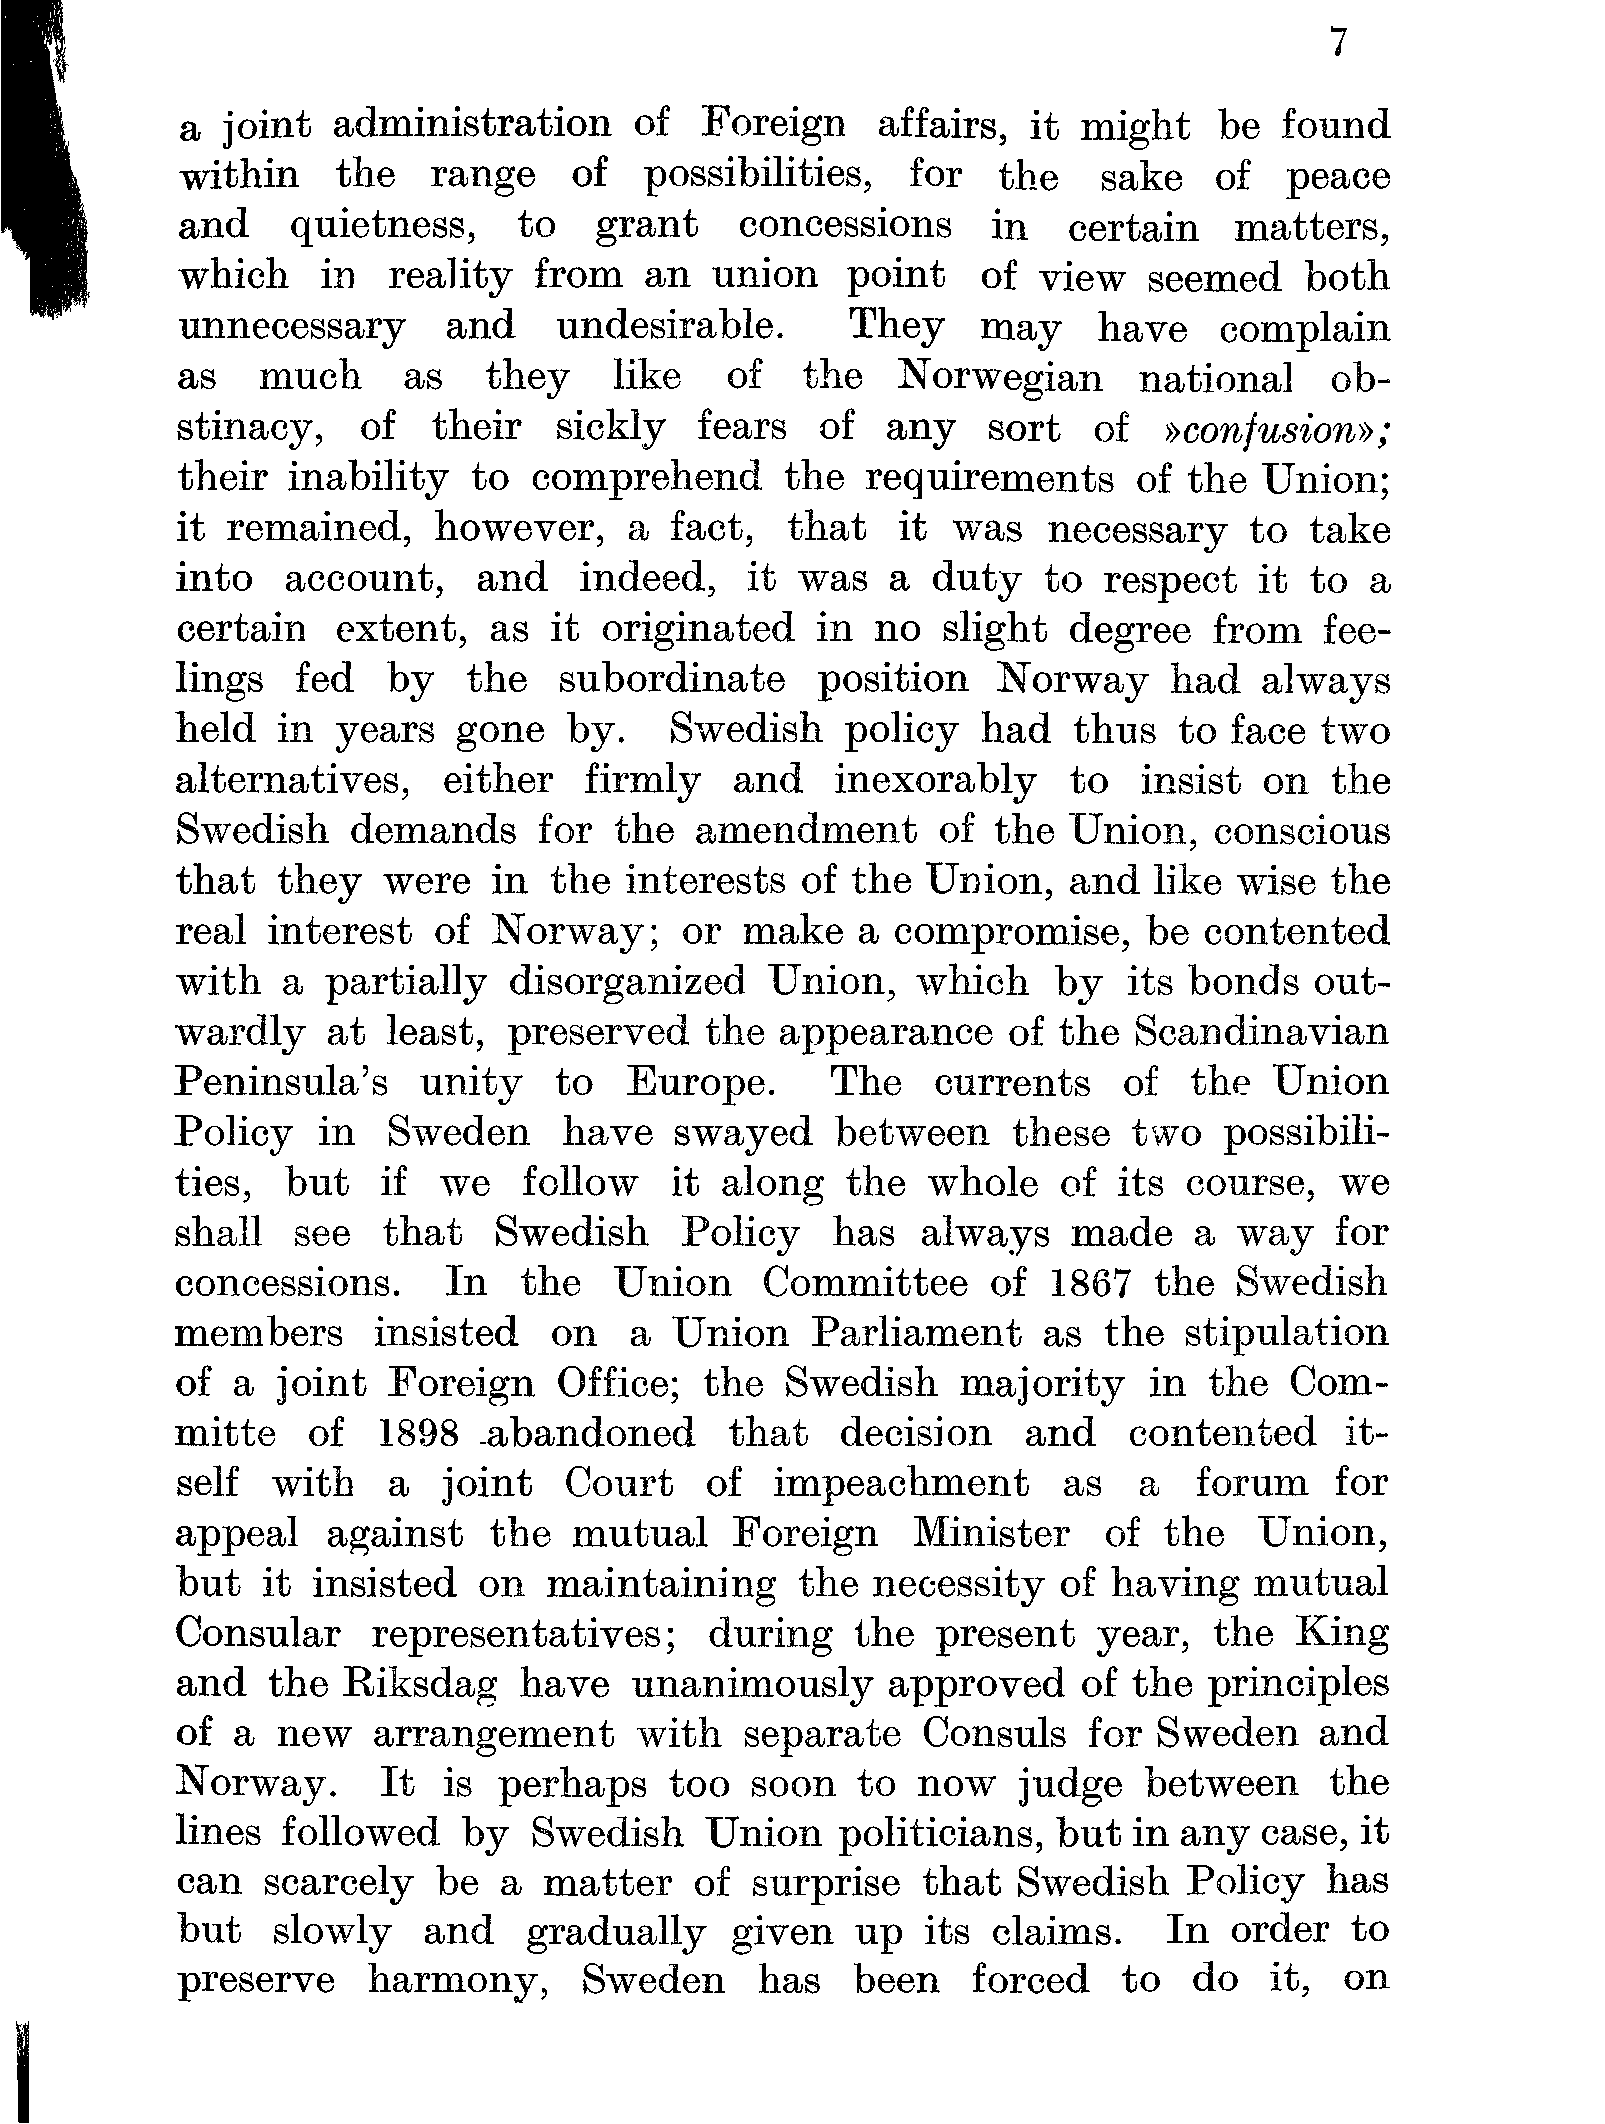 7
a joint administration of Foreign affairs, it might be found
within the range of possibilities, for the sake of peace
and quietness, to grant concessions in certain matters,
which in reality from an union point of view seemed both
unnecessary and undesirable. They may have complain
as much as they like of the Norwegian national ob-
stinacy, of their sickly fears of any sort of »confusion»;
their inability to comprehend the requirements of the Union;
it remained, however, a fact, that it was necessary to take
into account, and indeed, it was a duty to respect it to a
certain extent, as it originated in no slight degree from fee-
lings fed by the subordinate position Norway had always
held in years gone by. Swedish policy had thus to face two
alternatives, either firmly and inexorably to insist on the
Swedish demands for the amendment of the Union, conscious
that they were in the interests of the Union, and like wise the
real interest of Norway; or make a compromise, be contented
with a partially disorganized Union, which by its bonds out-
wardly at least, preserved the appearance of the Scandinavian
Peninsula's unity to Europe. The currents of the Union
Policy in Sweden have swayed between these two possibili-
ties, but if we follow it along the whole of its course, we
shall see that Swedish Policy has always made a way for
concessions. In the Union Committee of 1867 the Swedish
members insisted on a Union Parliament as the stipulation
of a joint Foreign Office; the Swedish majority in the Com-
mitte of 1898 abandoned that decision and contented it-
self with a joint Court of impeachment as a forum for
appeal against the mutual Foreign Minister of the Union,
but it insisted on maintaining the necessity of having mutual
Consular representatives; during the present year, the King
and the Riksdag have unanimously approved of the principles
of a new arrangement with separate Consuls for Sweden and
Norway. It is perhaps too soon to now judge between the
lines followed by Swedish Union politicians, but in any case, it
can scarcely be a matter of surprise that Swedish Policy has
but slowly and gradually given up its claims. In order to
preserve harmony, Sweden has been forced to do it, on